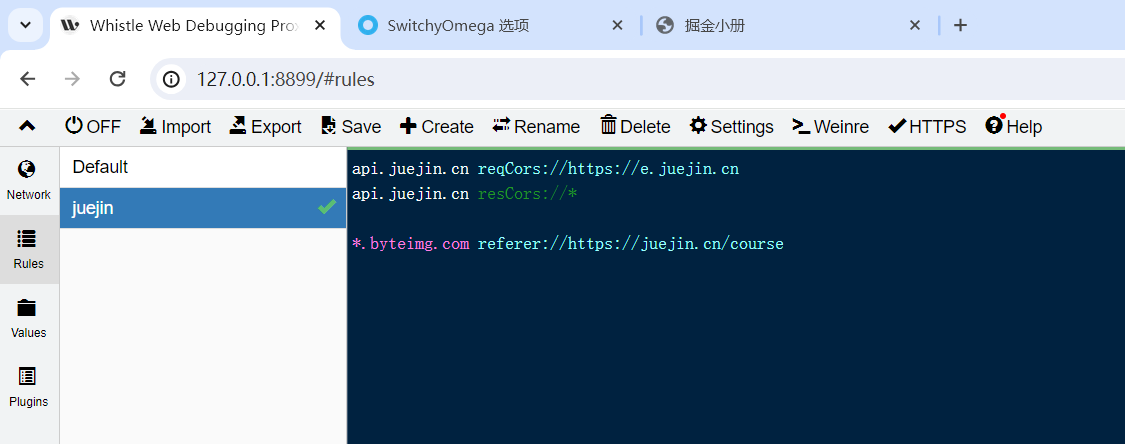 Whistle Web Debugging Pro
SwitchyOmega 选项
掘金小册
127.0.0.1:8899/#rules
OFF Import Export Save Create Rename Delete Settings Weinre HTTPS Help
Network
Rules
Values
Plugins
Default
juejin
api.juejin.cn reqCors://https://e.juejin.cn
api.juejin.cn resCors://*
*.byteimg.com referer://https://juejin.cn/course